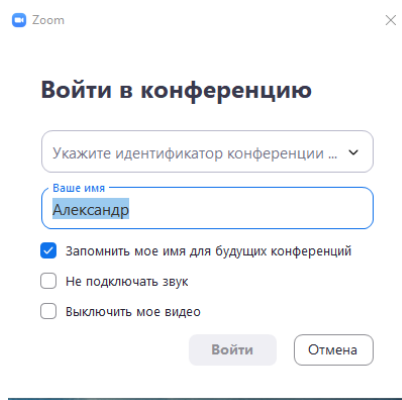 Zoom
Войти в конференцию
Укажите идентификатор конференции ...
Ваше имя
Александр
Запомнить мое имя для будущих конференций
Не подключать звук
Выключить мое видео
Войти Отмена